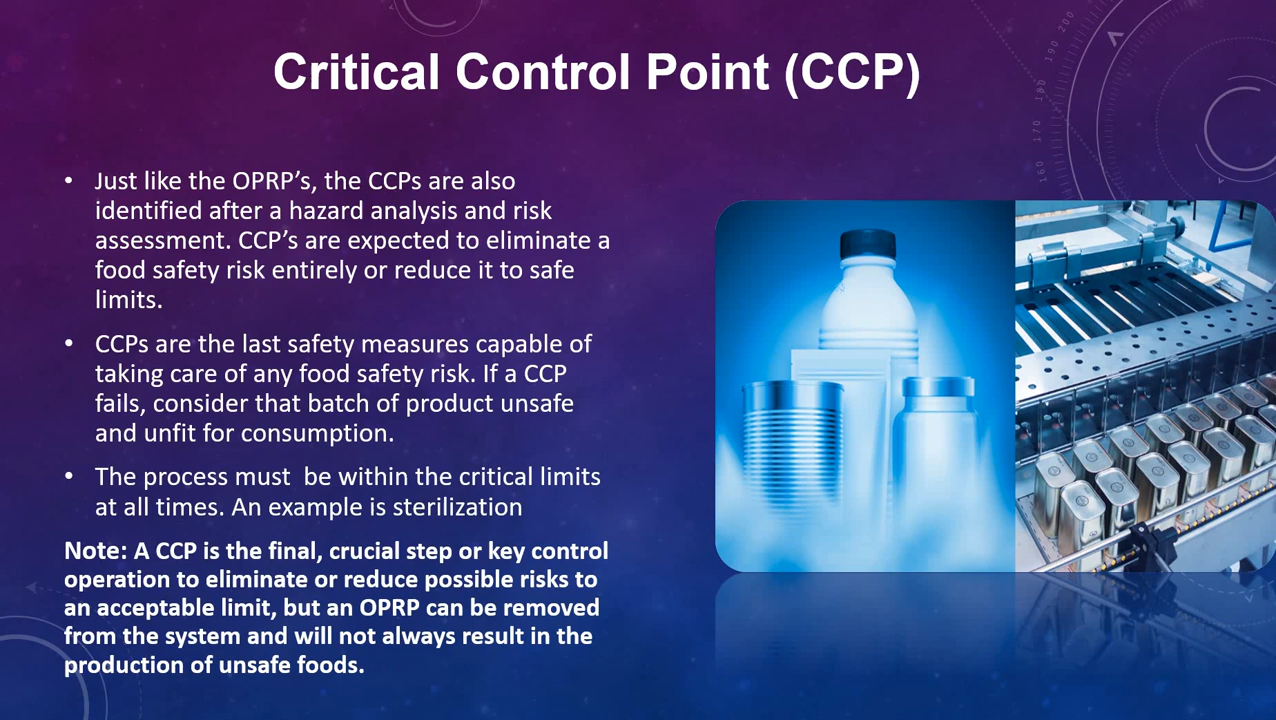 Critical Control Point (CCP)
• Just like the OPRP’s, the CCPs are also
identified after a hazard analysis and risk
assessment. CCP’s are expected to eliminate a
food safety risk entirely or reduce it to safe
limits.
• CCPs are the last safety measures capable of
taking care of any food safety risk. If a CCP
fails, consider that batch of product unsafe
and unfit for consumption.
• The process must  be within the critical limits
at all times. An example is sterilization
Note: A CCP is the final, crucial step or key control
operation to eliminate or reduce possible risks to
an acceptable limit, but an OPRP can be removed
from the system and will not always result in the
production of unsafe foods.
200
190
180
170
160